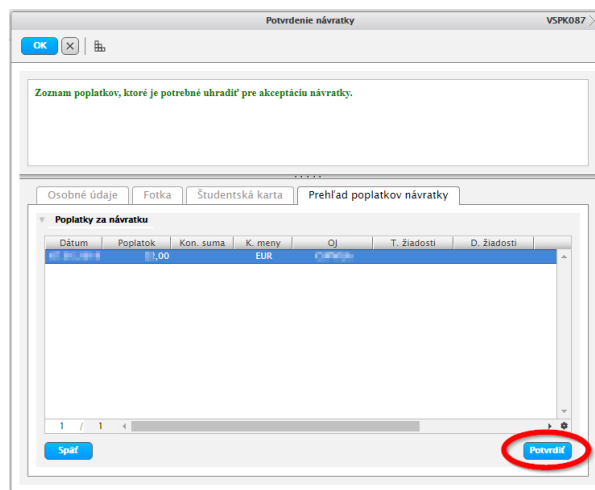 Potvrdenie návratky
VSPK087
OK
Zoznam poplatkov, ktoré je potrebné uhradiť pre akceptáciu návratky.
Osobné údaje Fotka Študentská karta Prehľad poplatkov návratky
Poplatky za návratku
Dátum Poplatok Kon. suma K. meny OJ T. žiadosti D. žiadosti
,00 EUR
1 / 1
Späť Potvrdiť